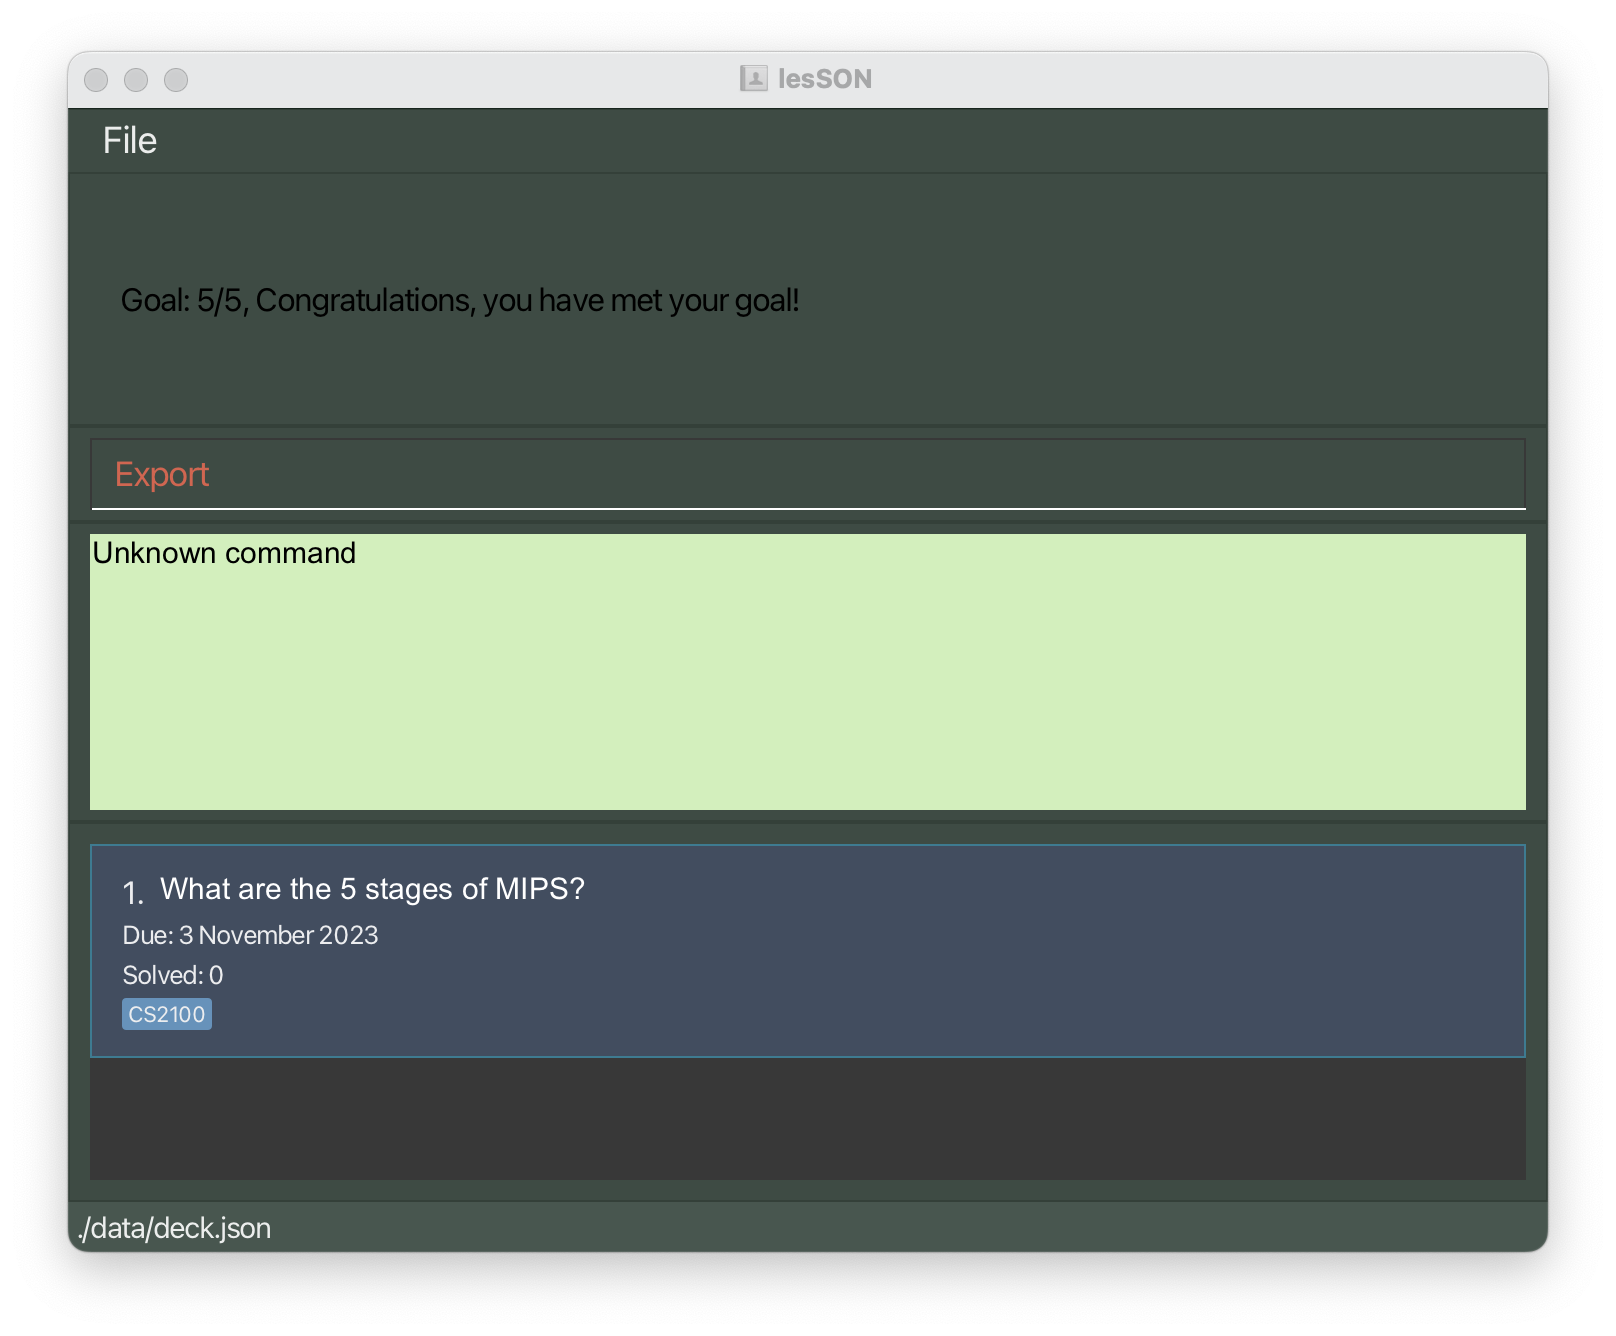 lesSON
File
Goal: 5/5, Congratulations, you have met your goal!
Export
Unknown command
1. What are the 5 stages of MIPS?
Due: 3 November 2023
Solved: 0
CS2100
./data/deck.json